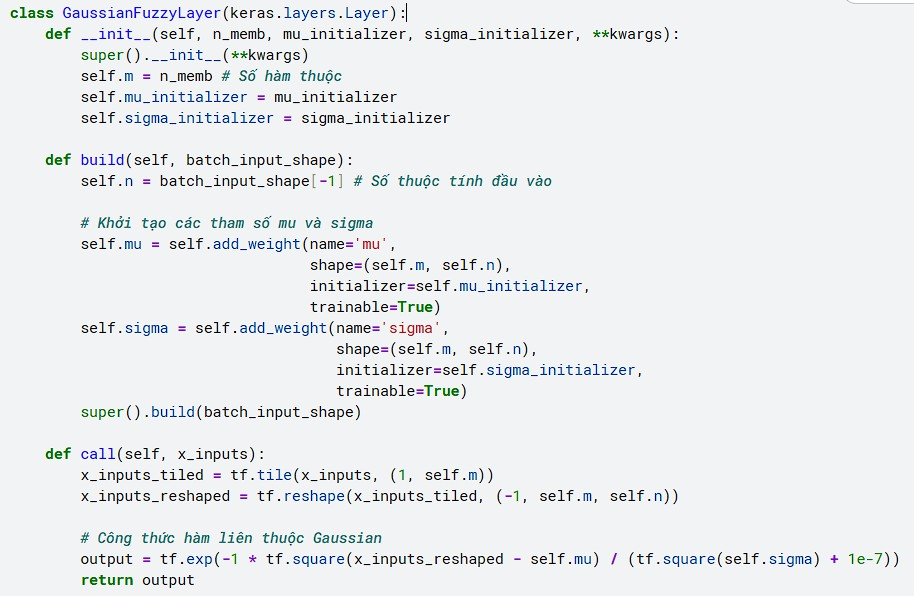 class GaussianFuzzyLayer(keras.layers.Layer):
    def __init__(self, n_memb, mu_initializer, sigma_initializer, **kwargs):
        super().__init__(**kwargs)
        self.m = n_memb # Số hàm thuộc
        self.mu_initializer = mu_initializer
        self.sigma_initializer = sigma_initializer

    def build(self, batch_input_shape):
        self.n = batch_input_shape[-1] # Số thuộc tính đầu vào

        # Khởi tạo các tham số mu và sigma
        self.mu = self.add_weight(name='mu',
                                  shape=(self.m, self.n),
                                  initializer=self.mu_initializer,
                                  trainable=True)
        self.sigma = self.add_weight(name='sigma',
                                     shape=(self.m, self.n),
                                     initializer=self.sigma_initializer,
                                     trainable=True)
        super().build(batch_input_shape)

    def call(self, x_inputs):
        x_inputs_tiled = tf.tile(x_inputs, (1, self.m))
        x_inputs_reshaped = tf.reshape(x_inputs_tiled, (-1, self.m, self.n))

        # Công thức hàm liên thuộc Gaussian
        output = tf.exp(-1 * tf.square(x_inputs_reshaped - self.mu) / (tf.square(self.sigma) + 1e-7))
        return output